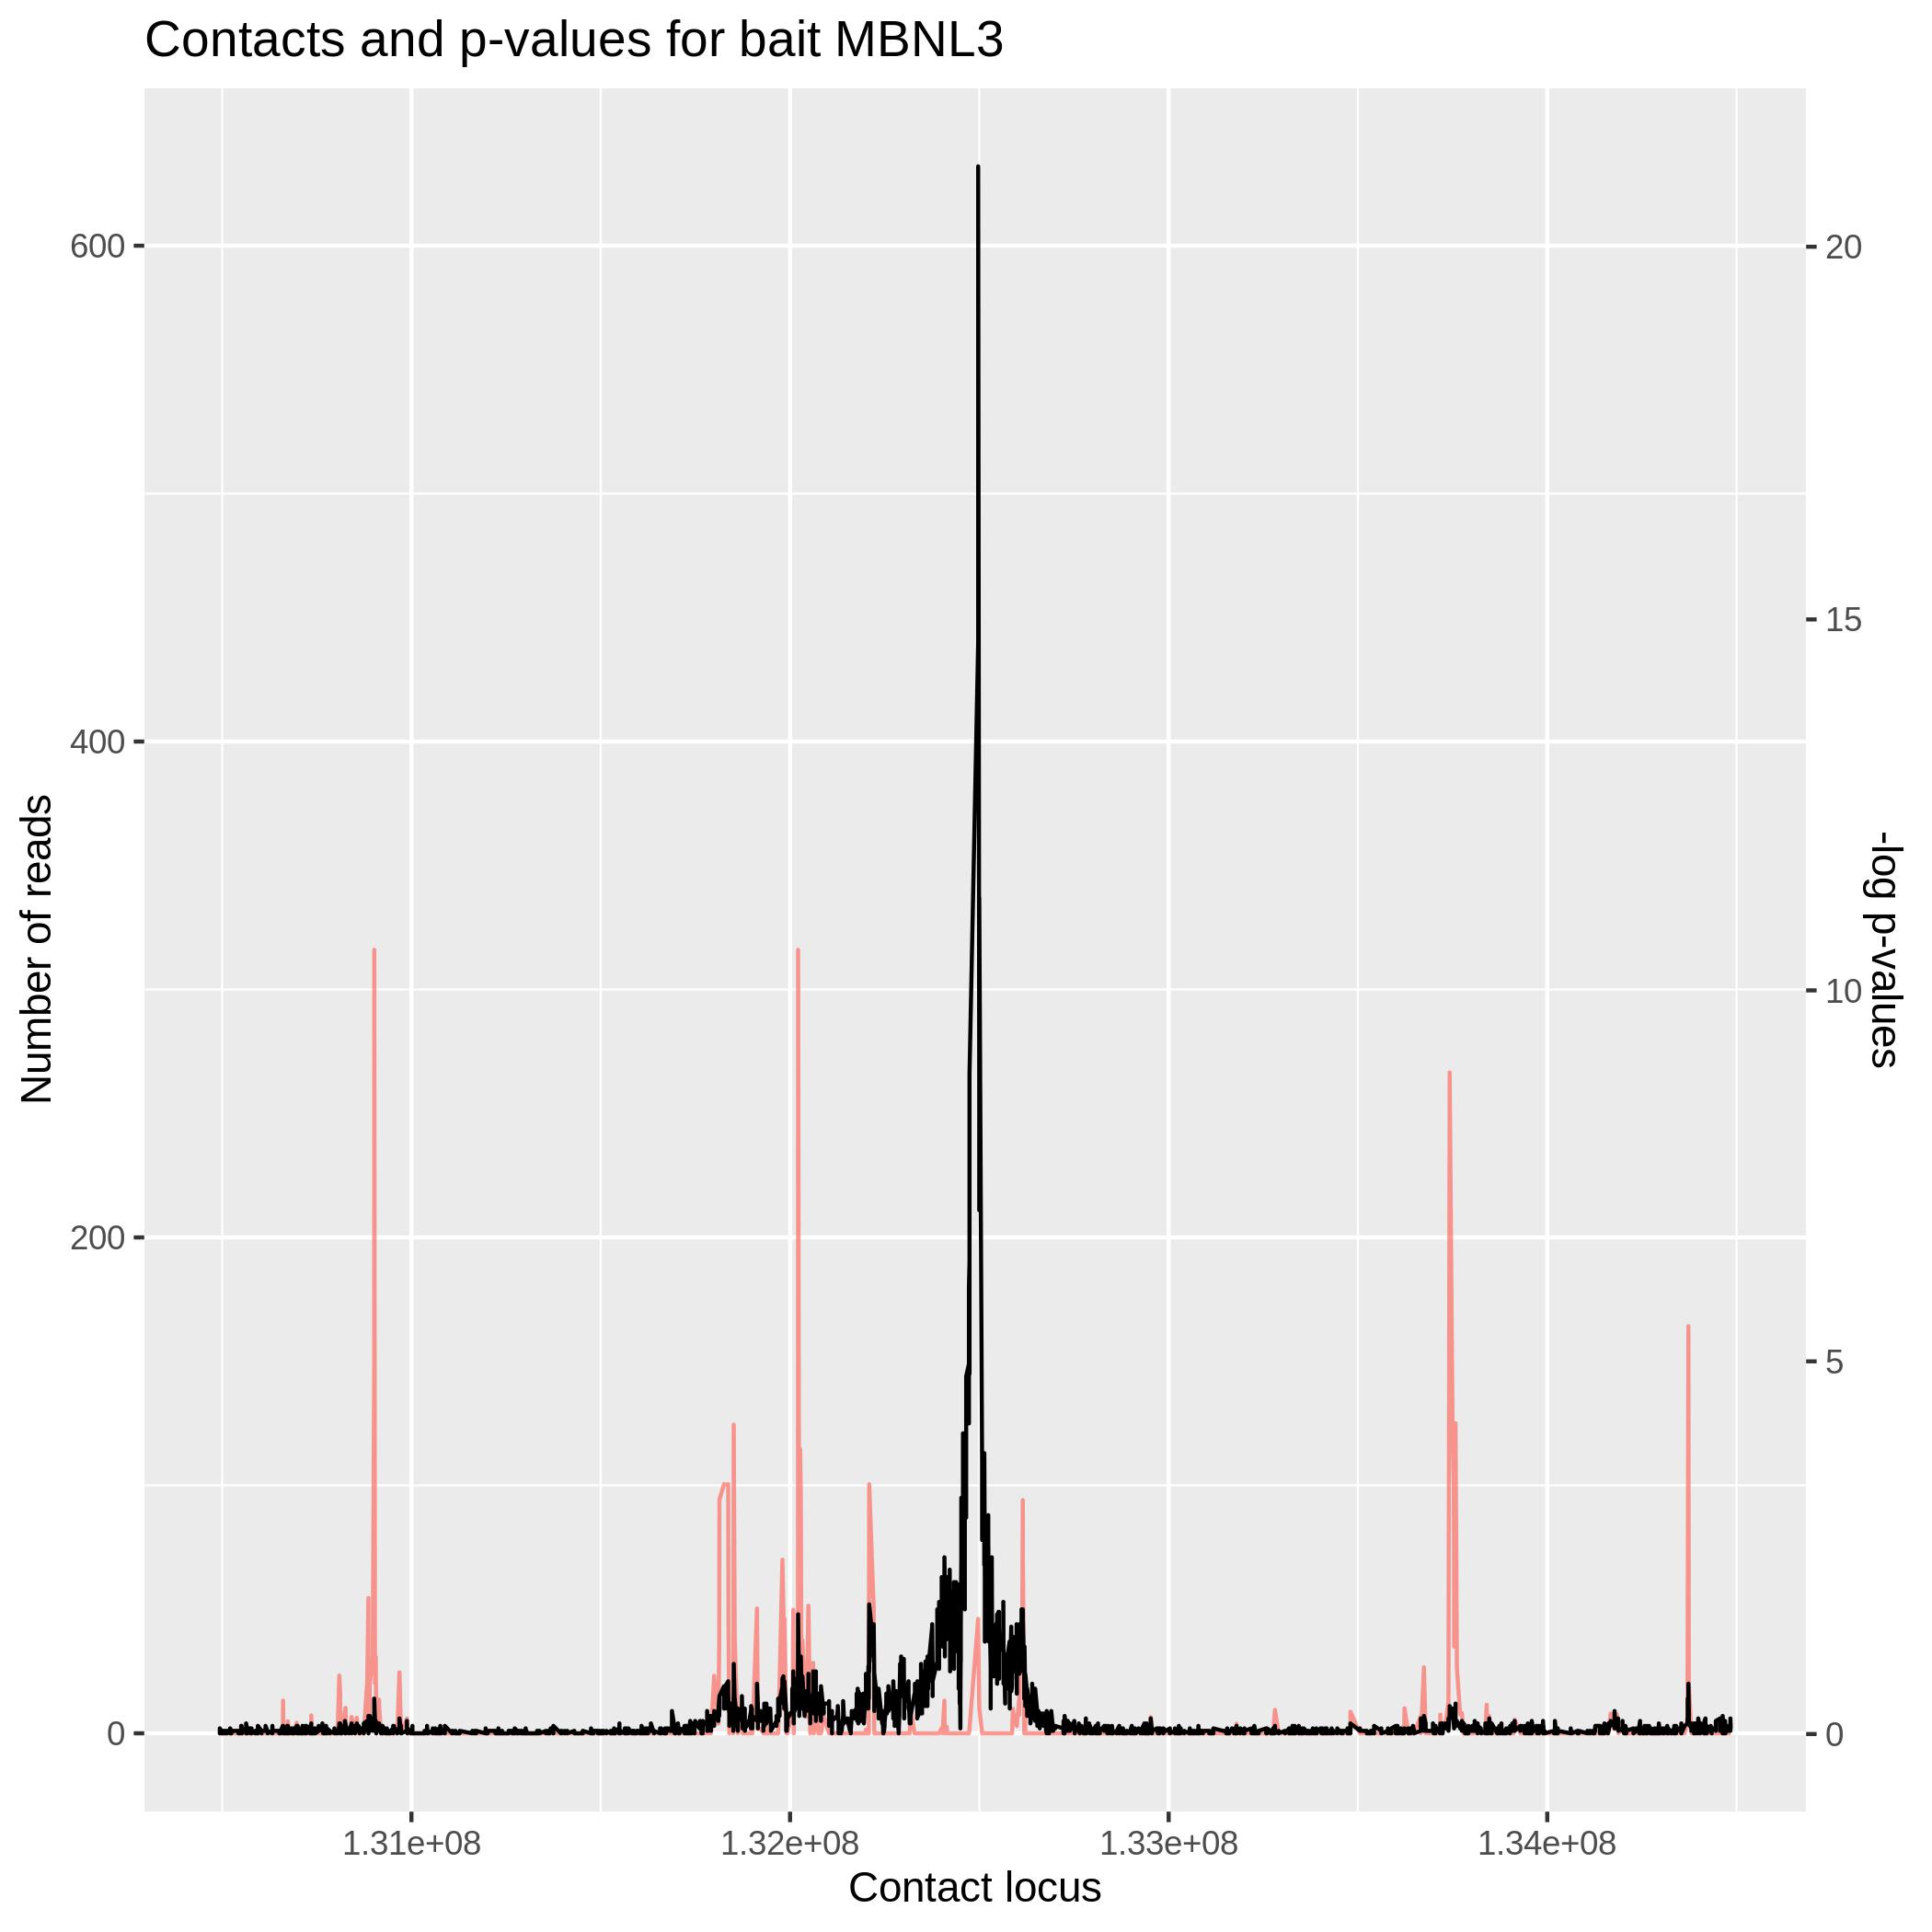 Contacts and p-values for bait MBNL3
600
400
200
0
Number of reads
20
15
10
5
0
-log p-values
1.31e+08
1.32e+08
1.33e+08
1.34e+08
Contact locus